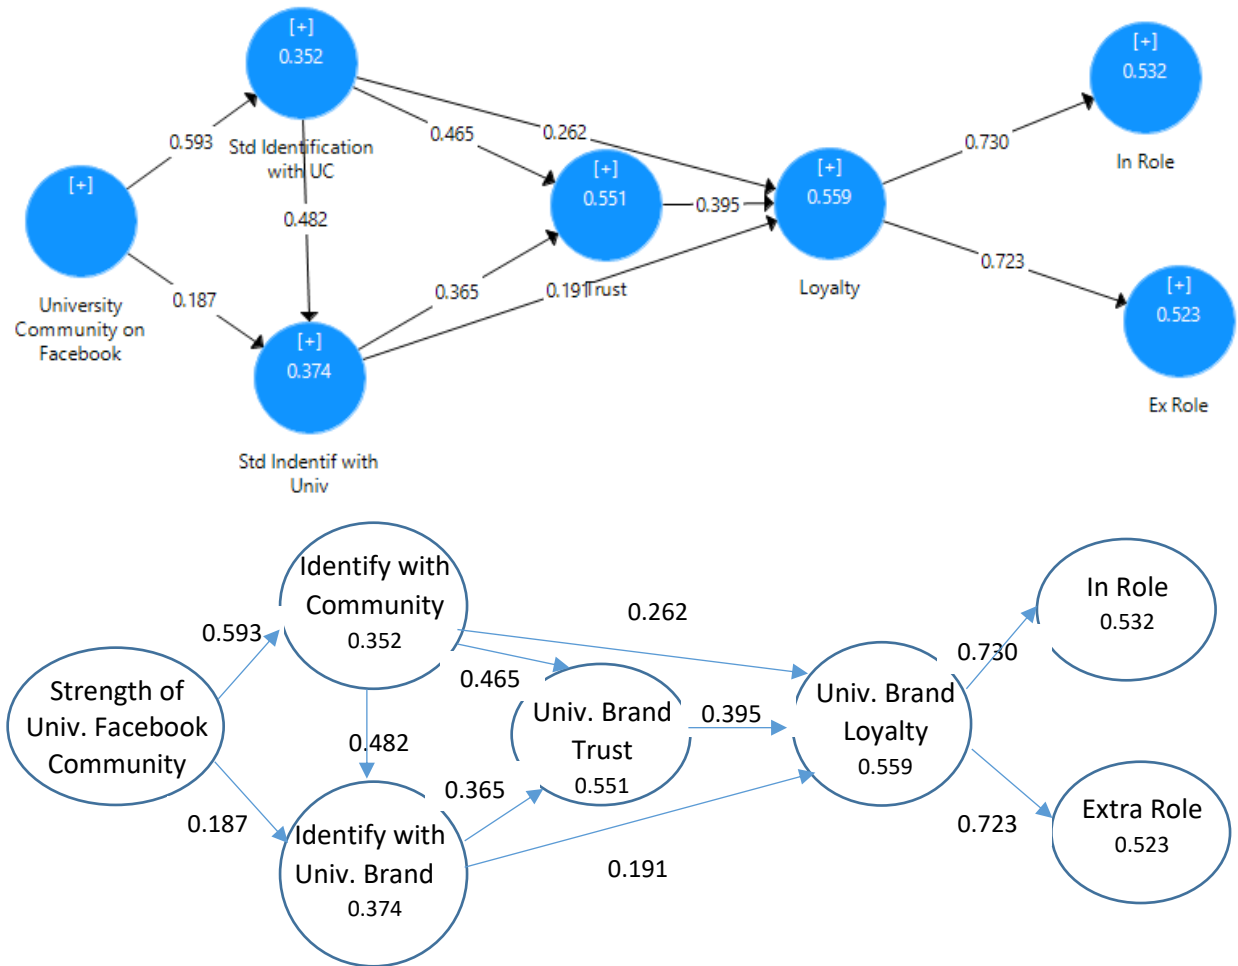 [+]
0.352
Std Identification
with UC
[+]
University
Community on
Facebook
0.593
0.187
0.482
[+]
0.374
Std Indentif with
Univ
0.465
0.262
0.365
0.191
[+]
0.551
Trust
0.395
[+]
0.559
Loyalty
0.730
0.723
[+]
0.532
In Role
[+]
0.523
Ex Role
Identify with
Community
0.352
Strength of
Univ. Facebook
Community
0.593
0.187
0.482
Identify with
Univ. Brand
0.374
0.262
0.465
0.365
0.191
Univ. Brand
Trust
0.551
0.395
Univ. Brand
Loyalty
0.559
0.730
0.723
In Role
0.532
Extra Role
0.523